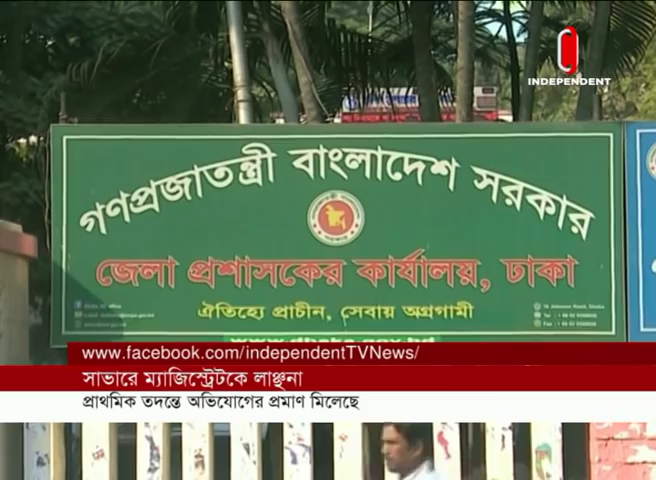 INDEPENDENT
গণপ্রজাতন্ত্রী বাংলাদেশ সরকার
জেলা প্রশাসকের কার্যালয়, ঢাকা
ঐতিহ্যে প্রাচীন, সেবায় অগ্রগামী
www.facebook.com/independentTVNews/
সাভারে ম্যাজিস্ট্রেটকে লাঞ্ছনা
প্রাথমিক তদন্তে অভিযোগের প্রমাণ মিলেছে